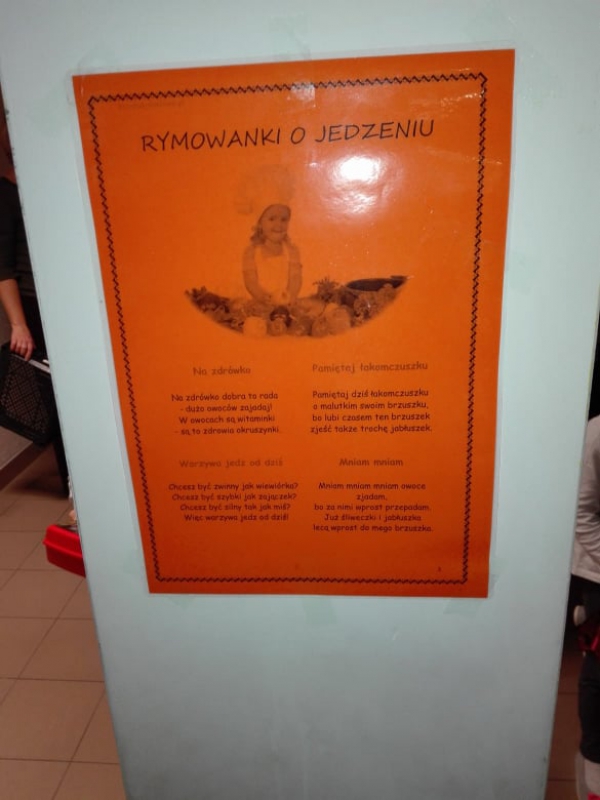 RYMOWANKI O JEDZENIU
Na zdrówko
Na zdrówko dobra to rada
- dużo owoców zajadaj!
W owocach są witaminki
- są to zdrowia okruszynki.
Pamiętaj łakomczuszku
Pamiętaj dziś łakomczuszku
o malutkim swoim brzuszku,
bo lubi czasem ten brzuszek
zjeść także trochę jabłuszek.
Warzywa jedz od dziś
Chcesz być zwinny jak wiewiórka?
Chcesz być szybki jak zajączek?
Chcesz być silny tak jak miś?
Więc warzywa jedz od dziś!
Mniam mniam
Mniam mniam mniam owoce
zjadam,
bo za nimi wprost przepadam.
Już śliweczki i jabłuszka
lecą wprost do mego brzuszka.